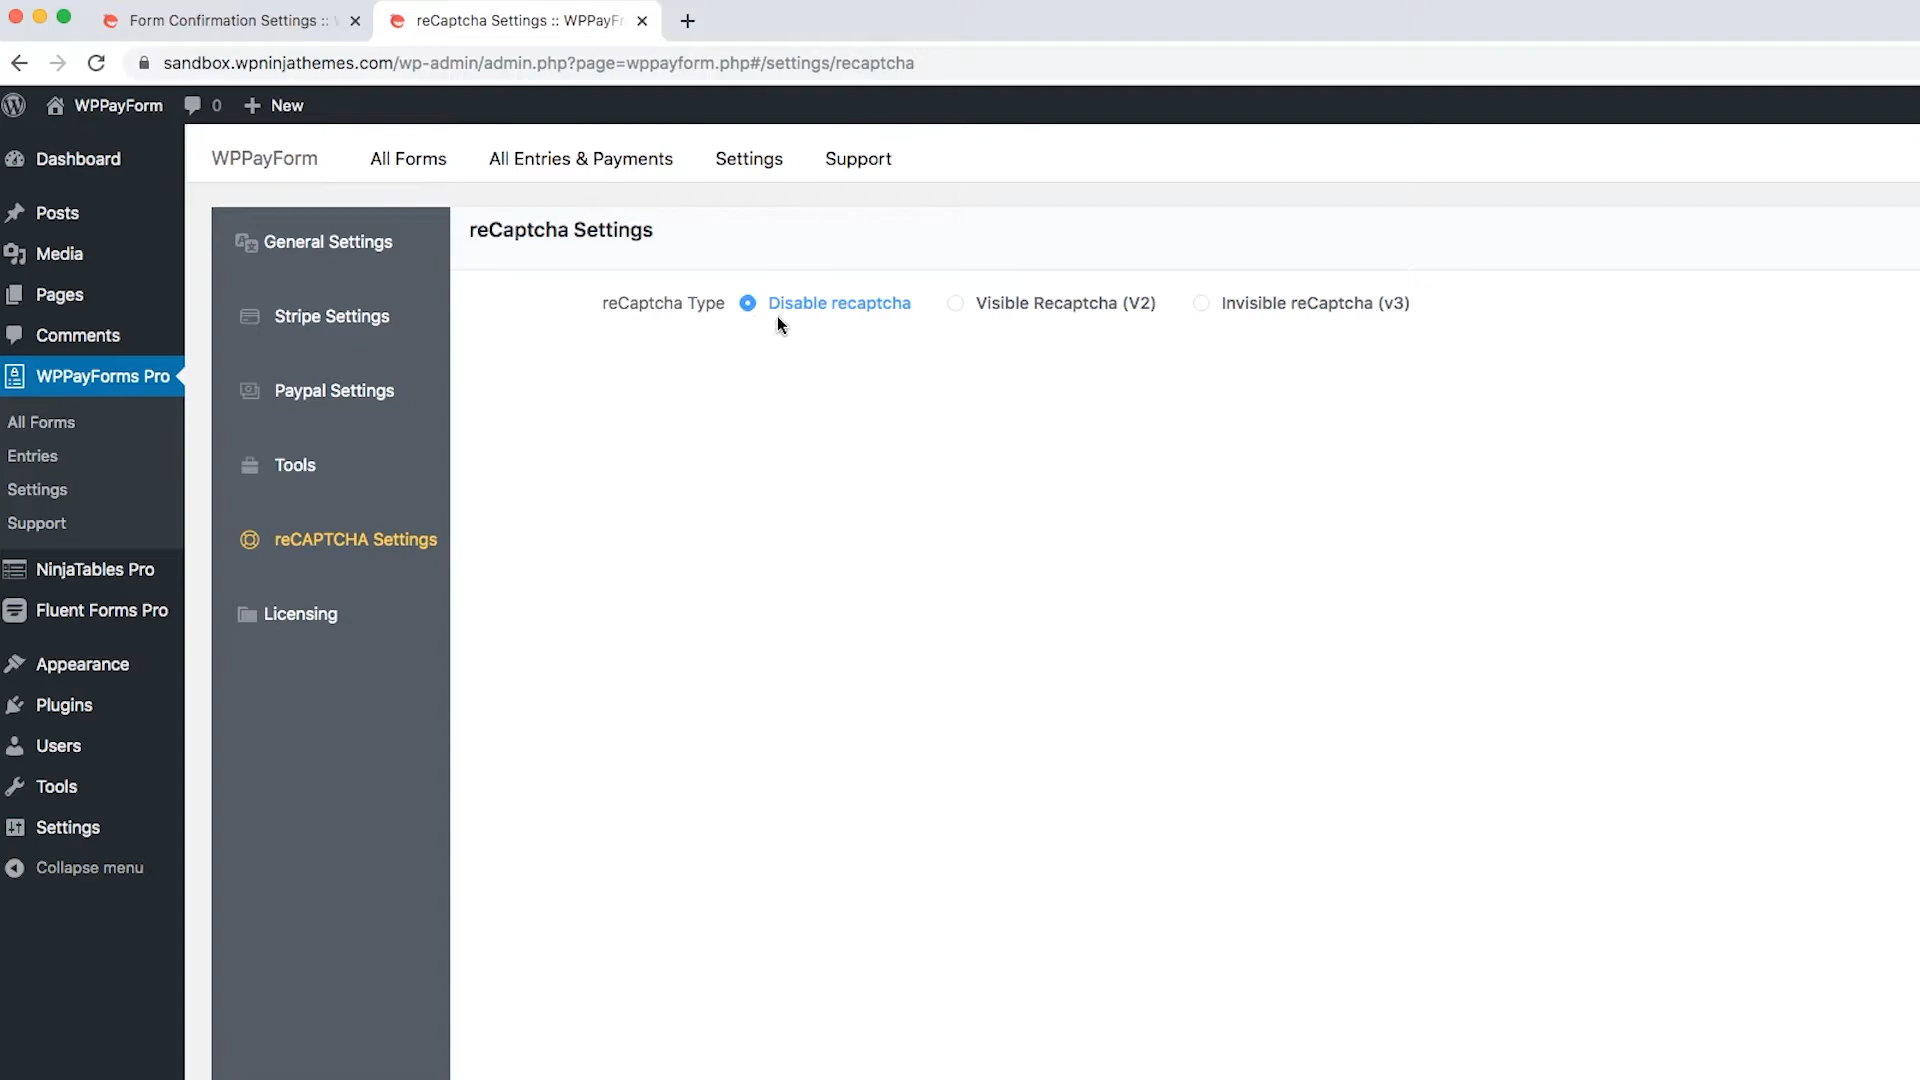 Form Confirmation Settings ::
reCaptcha Settings :: WPPayFr
sandbox.wpninjathemes.com/wp-admin/admin.php?page=wppayform.php#/settings/recaptcha
WPPayForm 0 New
WPPayForm All Forms All Entries & Payments Settings Support
Dashboard
Posts
Media
Pages
Comments
WPPayForms Pro
All Forms
Entries
Settings
Support
NinjaTables Pro
Fluent Forms Pro
Appearance
Plugins
Users
Tools
Settings
Collapse menu
General Settings
Stripe Settings
Paypal Settings
Tools
reCAPTCHA Settings
Licensing
reCaptcha Settings
reCaptcha Type Disable recaptcha Visible Recaptcha (V2) Invisible reCaptcha (v3)